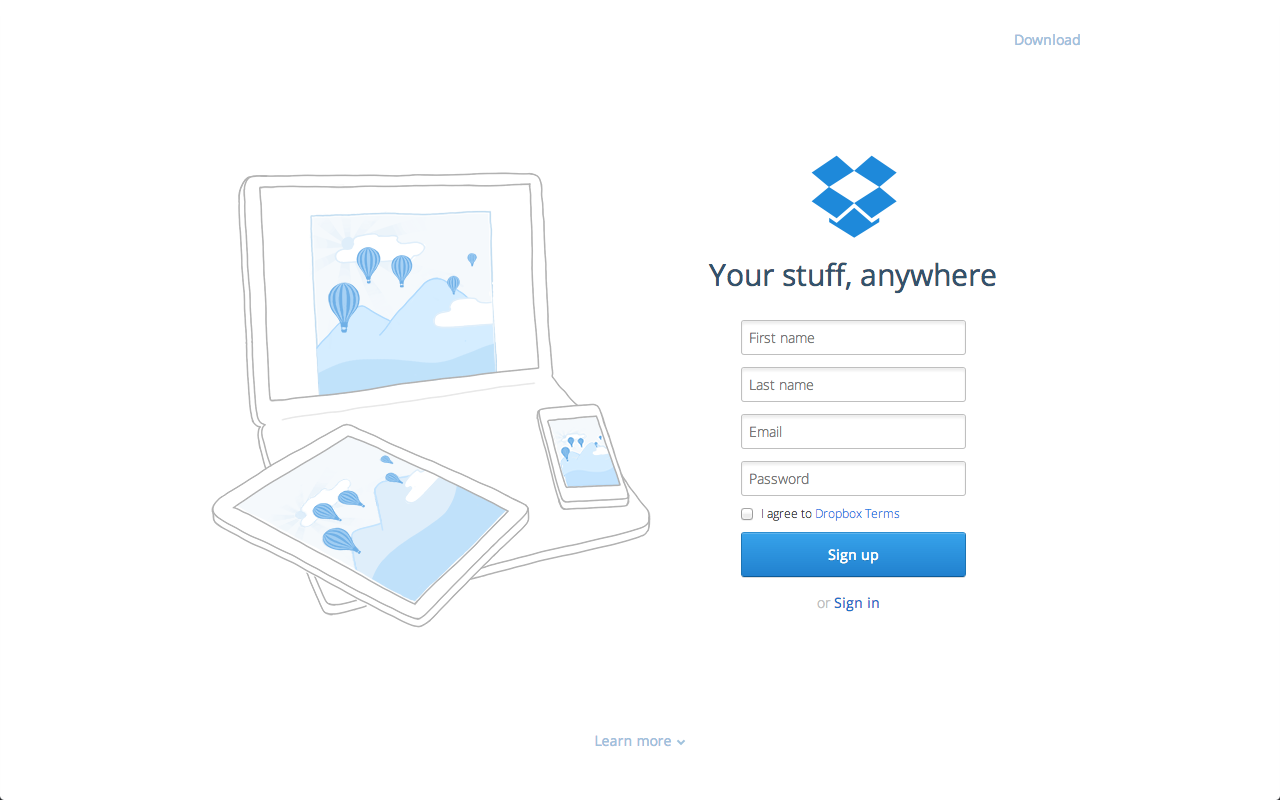 Download
Your stuff, anywhere
First name
Last name
Email
Password
I agree to Dropbox Terms
Sign up
or Sign in
Learn more